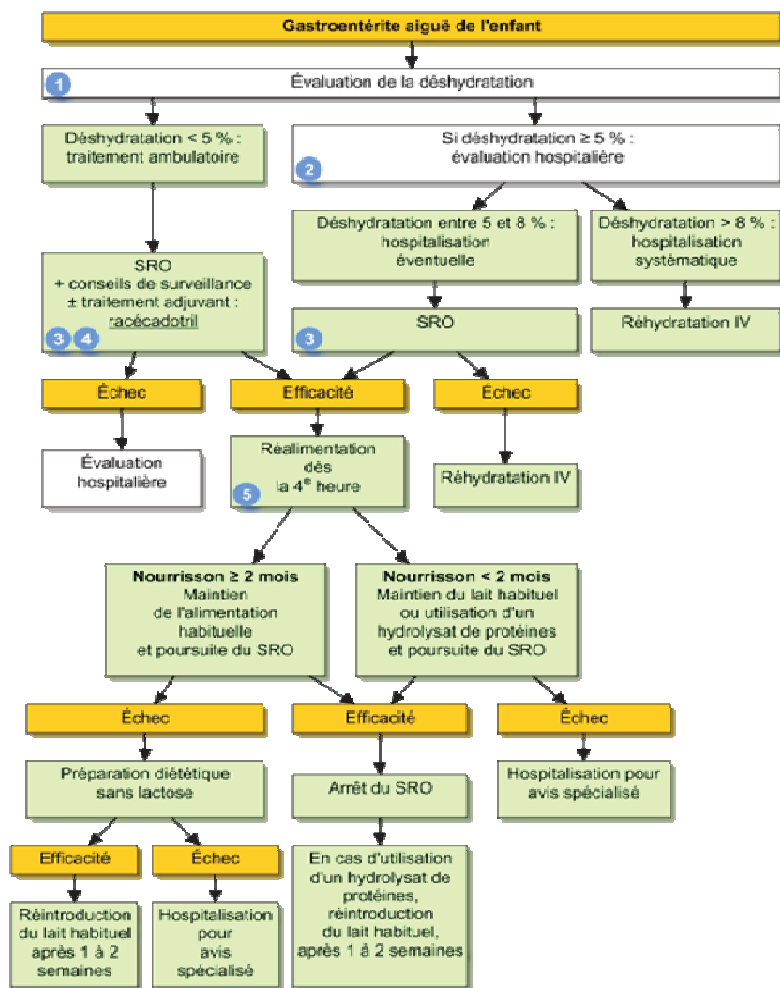 Gastroentérite aiguë de l'enfant
1
Évaluation de la déshydratation
Déshydratation < 5 % :
traitement ambulatoire
Si déshydratation ≥ 5 % :
évaluation hospitalière
2
Déshydratation entre 5 et 8 % :
hospitalisation
éventuelle
Déshydratation > 8 % :
hospitalisation
systématique
SRO
+ conseils de surveillance
± traitement adjuvant :
racécadotril
3 4
SRO
3
Réhydratation IV
Échec
Efficacité
Échec
Évaluation
hospitalière
Réalimentation
dès
la 4e heure
5
Réhydratation IV
Nourrisson ≥ 2 mois
Maintien
de l'alimentation
habituelle
et poursuite du SRO
Nourrisson < 2 mois
Maintien du lait habituel
ou utilisation d'un
hydrolysat de protéines
et poursuite du SRO
Échec
Efficacité
Échec
Préparation diététique
sans lactose
Arrêt du SRO
Hospitalisation pour
avis spécialisé
Efficacité
Échec
En cas d'utilisation
d'un hydrolysat de
protéines,
réintroduction
du lait habituel,
après 1 à 2 semaines
Réintroduction
du lait habituel
après 1 à 2
semaines
Hospitalisation
pour
avis
spécialisé